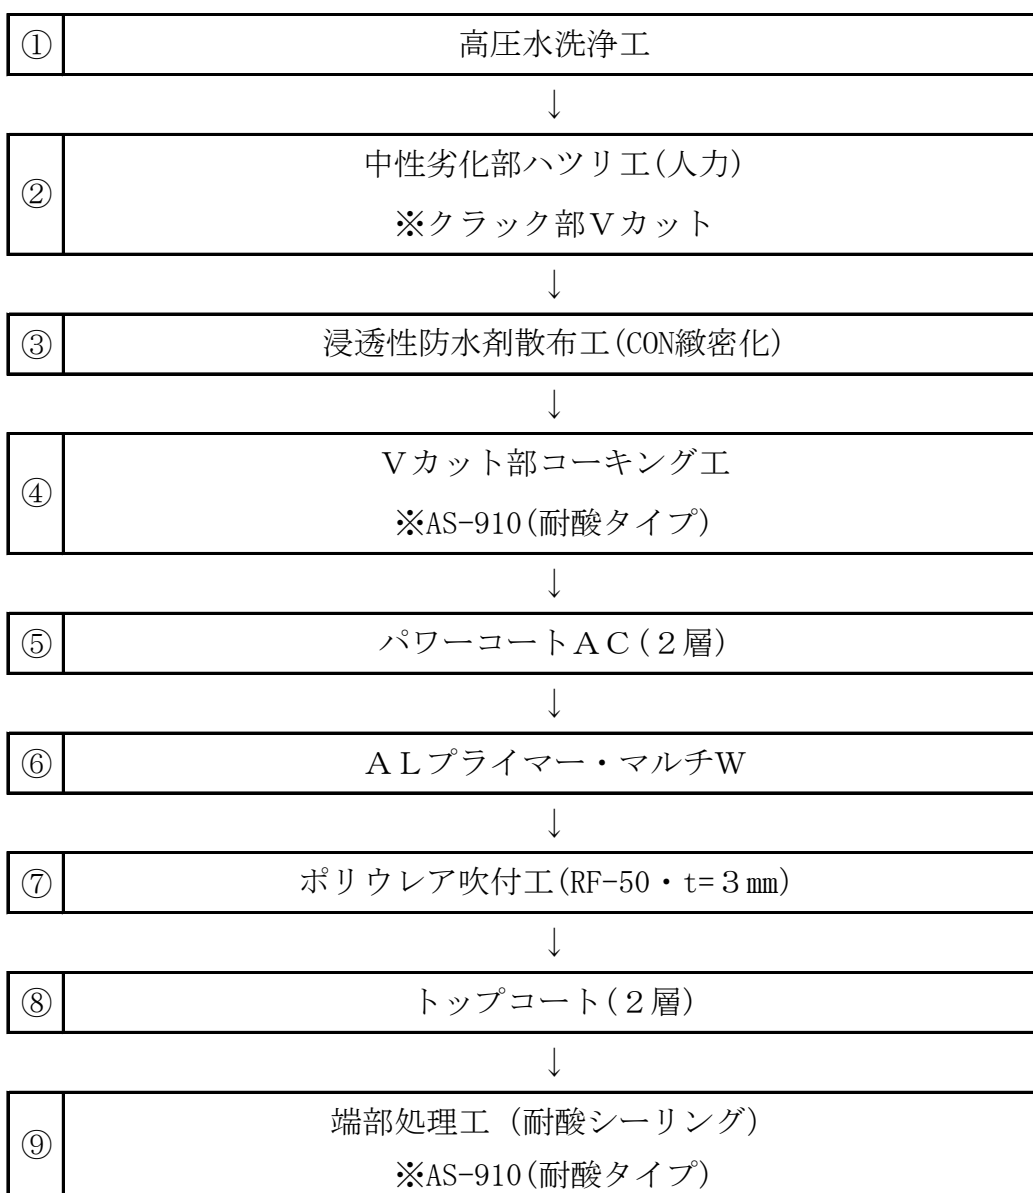 ① 高圧水洗浄工
↓
② 中性劣化部ハツリ工(人力)
※クラック部Ｖカット
↓
③ 浸透性防水剤散布工(CON緻密化)
↓
④ Ｖカット部コーキング工
※AS-910(耐酸タイプ)
↓
⑤ パワーコートＡＣ(２層)
↓
⑥ ＡＬプライマー・マルチW
↓
⑦ ポリウレア吹付工(RF-50・t=３㎜)
↓
⑧ トップコート(２層)
↓
⑨ 端部処理工 (耐酸シーリング)
※AS-910(耐酸タイプ)